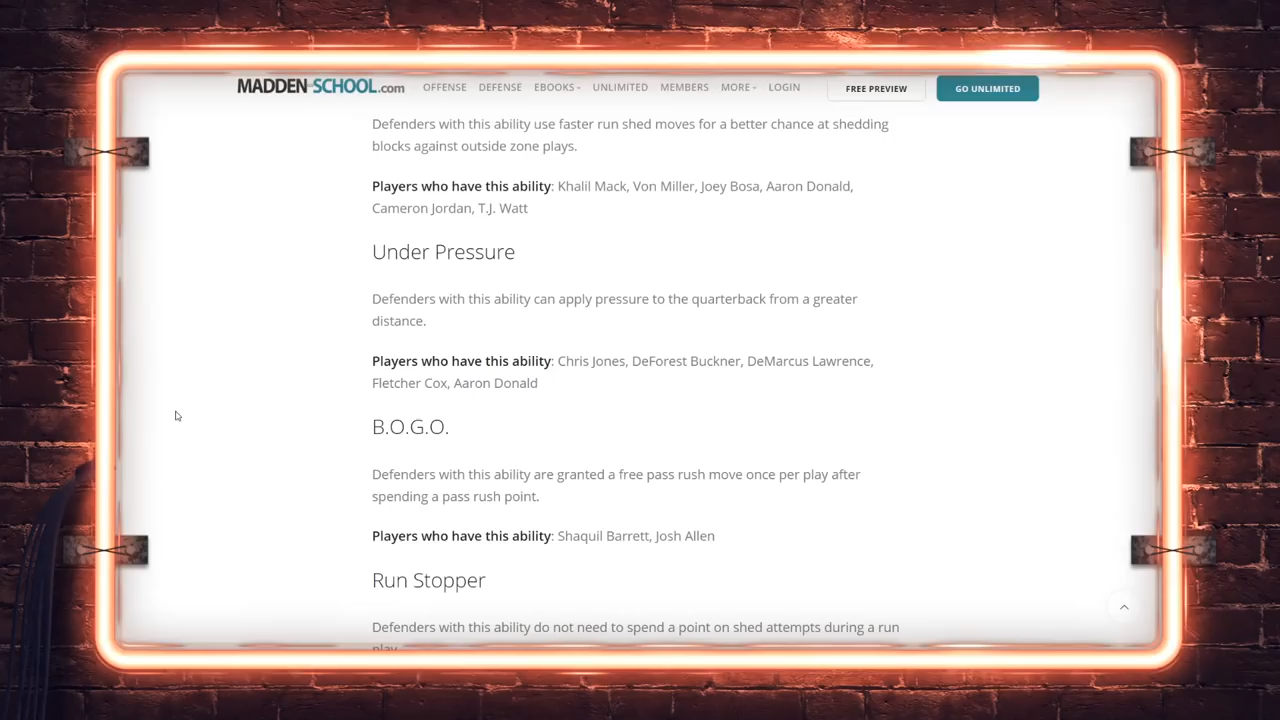 MADDEN-SCHOOL.com OFFENSE DEFENSE EBOOKS UNLIMITED MEMBERS MORE LOGIN FREE PREVIEW GO UNLIMITED
Defenders with this ability use faster run shed moves for a better chance at shedding
blocks against outside zone plays.
Players who have this ability: Khalil Mack, Von Miller, Joey Bosa, Aaron Donald,
Cameron Jordan, T.J. Watt
Under Pressure
Defenders with this ability can apply pressure to the quarterback from a greater
distance.
Players who have this ability: Chris Jones, DeForest Buckner, DeMarcus Lawrence,
Fletcher Cox, Aaron Donald
B.O.G.O.
Defenders with this ability are granted a free pass rush move once per play after
spending a pass rush point.
Players who have this ability: Shaquil Barrett, Josh Allen
Run Stopper
Defenders with this ability do not need to spend a point on shed attempts during a run
play.